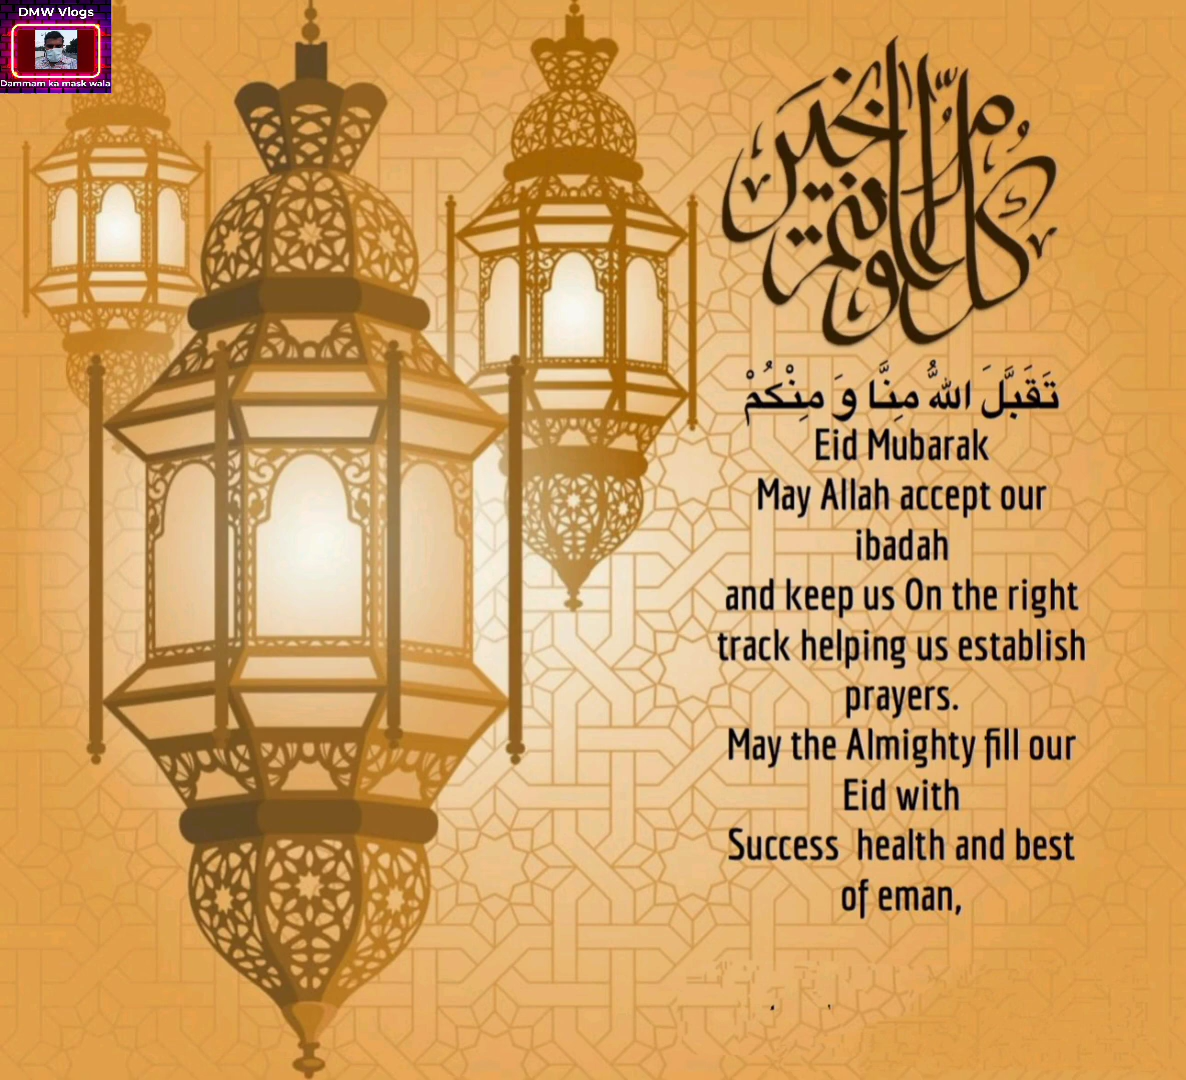 DMW Vlogs
Dammam ka mask wala
كل عام وأنتم بخير
تَقَبَّلَ اللهُ مِنَّا وَ مِنْكُمْ
Eid Mubarak
May Allah accept our
ibadah
and keep us On the right
track helping us establish
prayers.
May the Almighty fill our
Eid with
Success health and best
of eman,